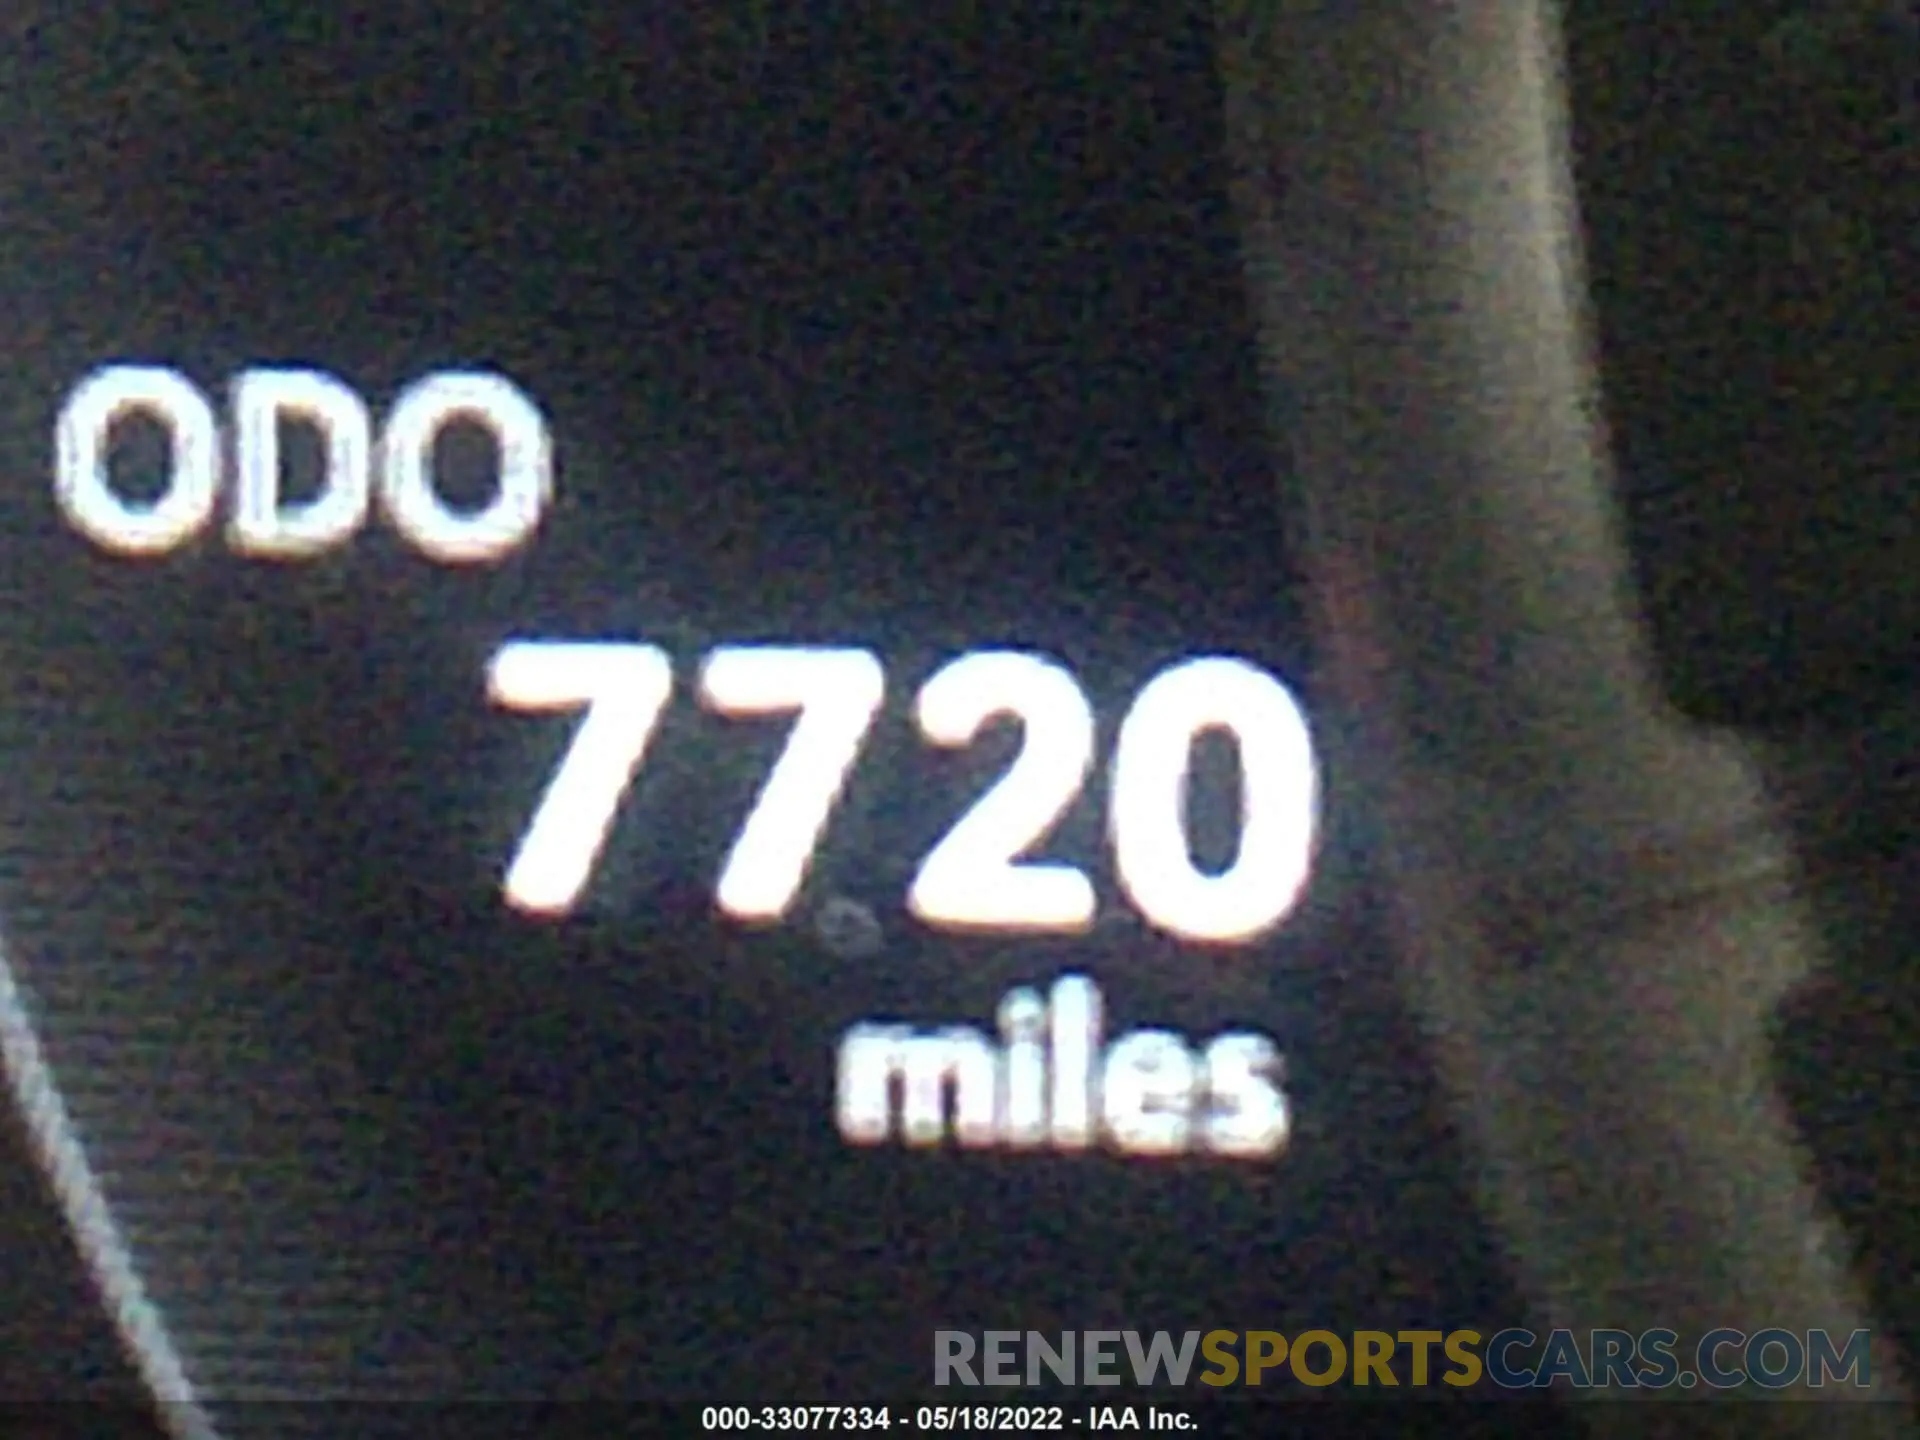 ODO
7720
miles
RENEWSPORTSCARS.COM
000-33077334 - 05/18/2022 - IAA Inc.